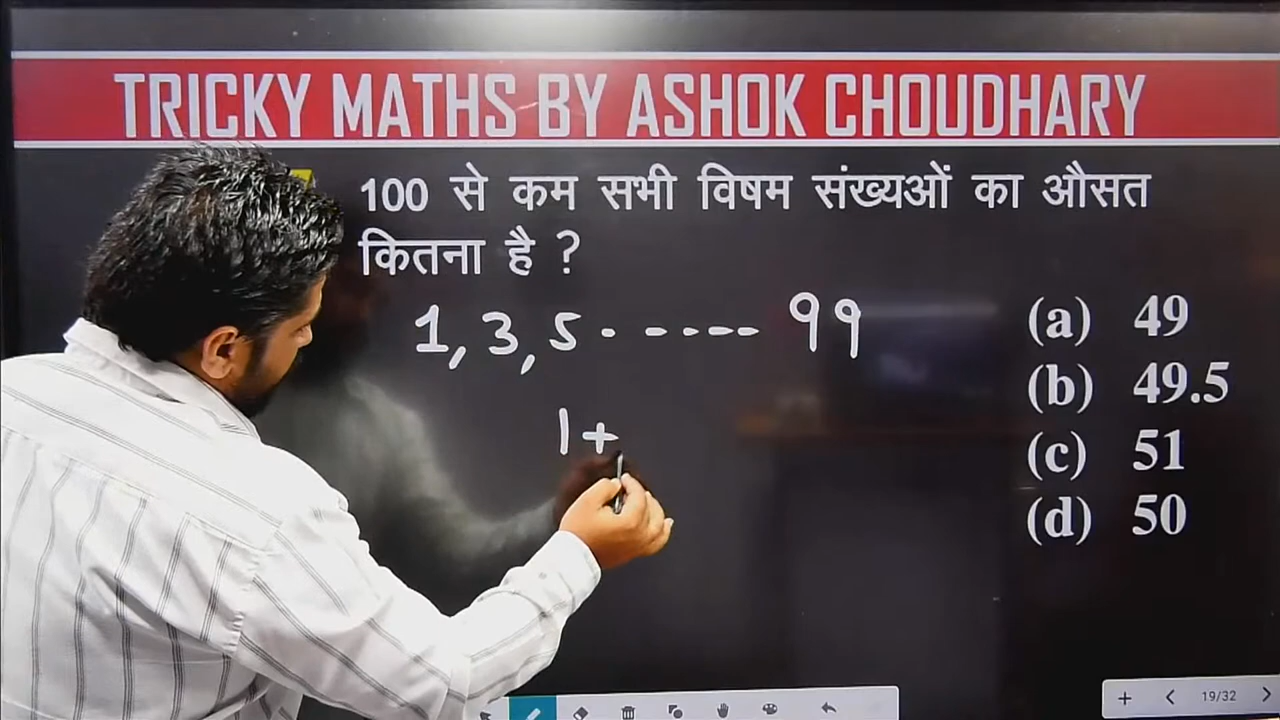 TRICKY MATHS BY ASHOK CHOUDHARY
100 से कम सभी विषम संख्यओं का औसत
कितना है ?
1, 3, 5 - - - - - 99
1 +
(a) 49
(b) 49.5
(c) 51
(d) 50
19/32